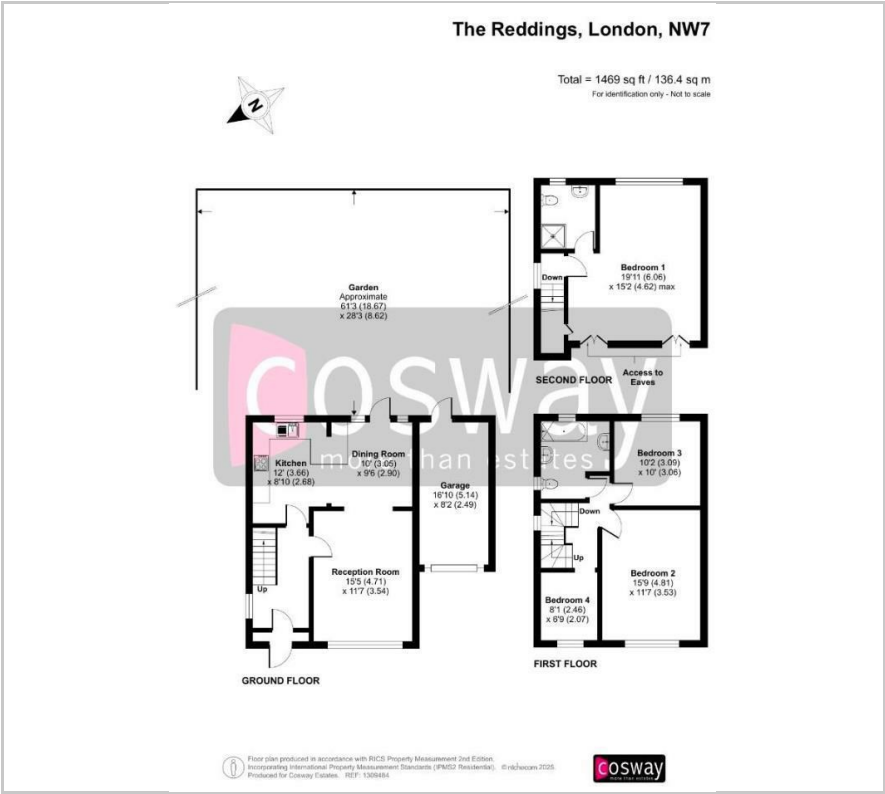 The Reddings, London, NW7
Total = 1469 sq ft / 136.4 sq m
For identification only - Not to scale
N
Garden
Approximate
61'3 (18.67)
x 28'3 (8.62)
Down
Bedroom 1
19'11 (6.06)
x 15'2 (4.62) max
SECOND FLOOR
Access to
Eaves
cosway
more than estates
Kitchen
12' (3.66)
x 8'10 (2.68)
Dining Room
10' (3.05)
x 9'6 (2.90)
Garage
16'10 (5.14)
x 8'2 (2.49)
Up
Reception Room
15'5 (4.71)
x 11'7 (3.54)
GROUND FLOOR
Bedroom 3
10'2 (3.09)
x 10' (3.06)
Down
Up
Bedroom 2
15'9 (4.81)
x 11'7 (3.53)
Bedroom 4
8'1 (2.46)
x 6'9 (2.07)
FIRST FLOOR
Floor plan produced in accordance with RICS Property Measurement 2nd Edition,
Incorporating International Property Measurement Standards (IPMS2 Residential). © nichecom 2025.
Produced for Cosway Estates. REF: 1309484
cosway
more than estates